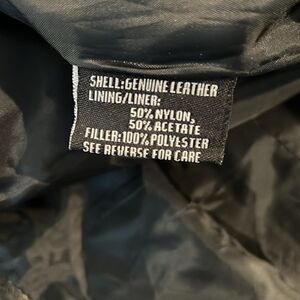 SHELL:GENUINE LEATHER
LINING/LINER:
50% NYLON,
50% ACETATE
FILLER:100% POLYESTER
SEE REVERSE FOR CARE